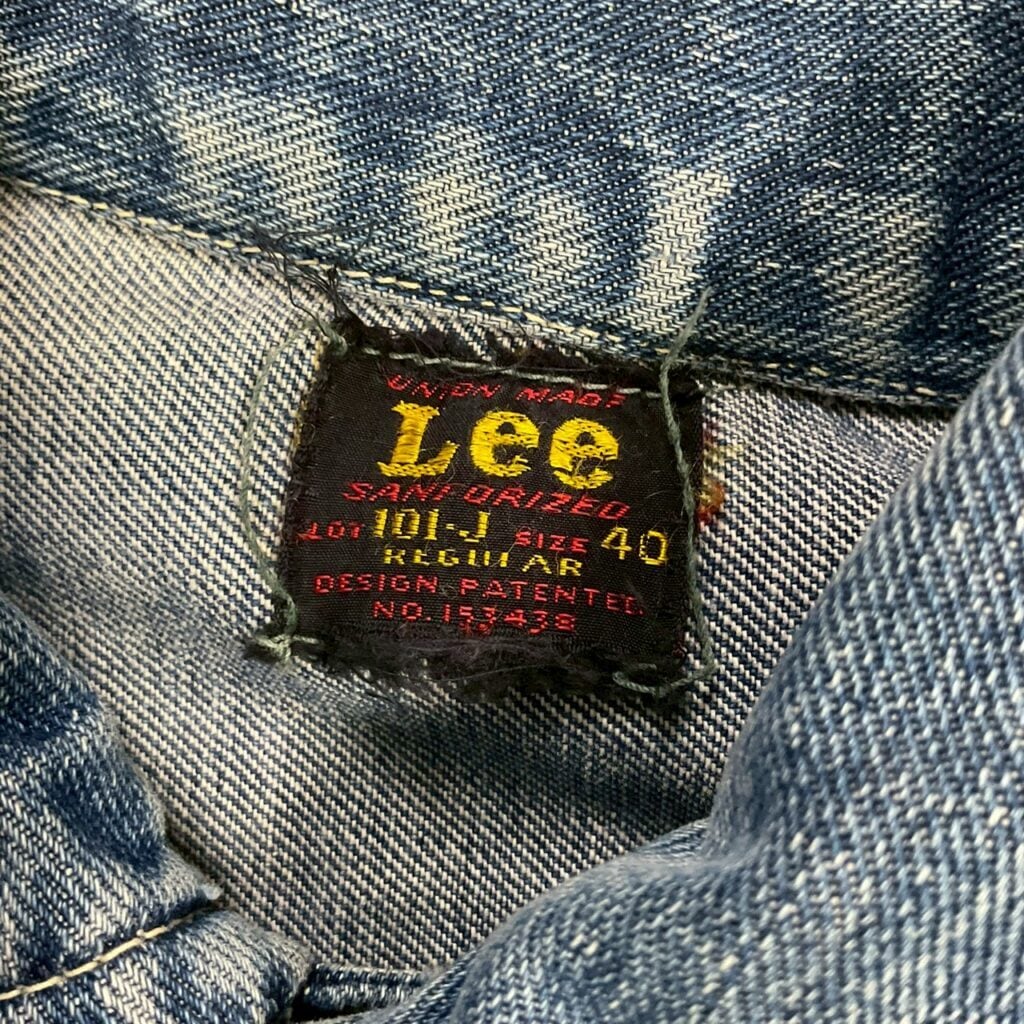 UNION MADE
Lee
SANFORIZED
LOT 101-J SIZE 40
REGULAR
DESIGN PATENTED
NO. 153438